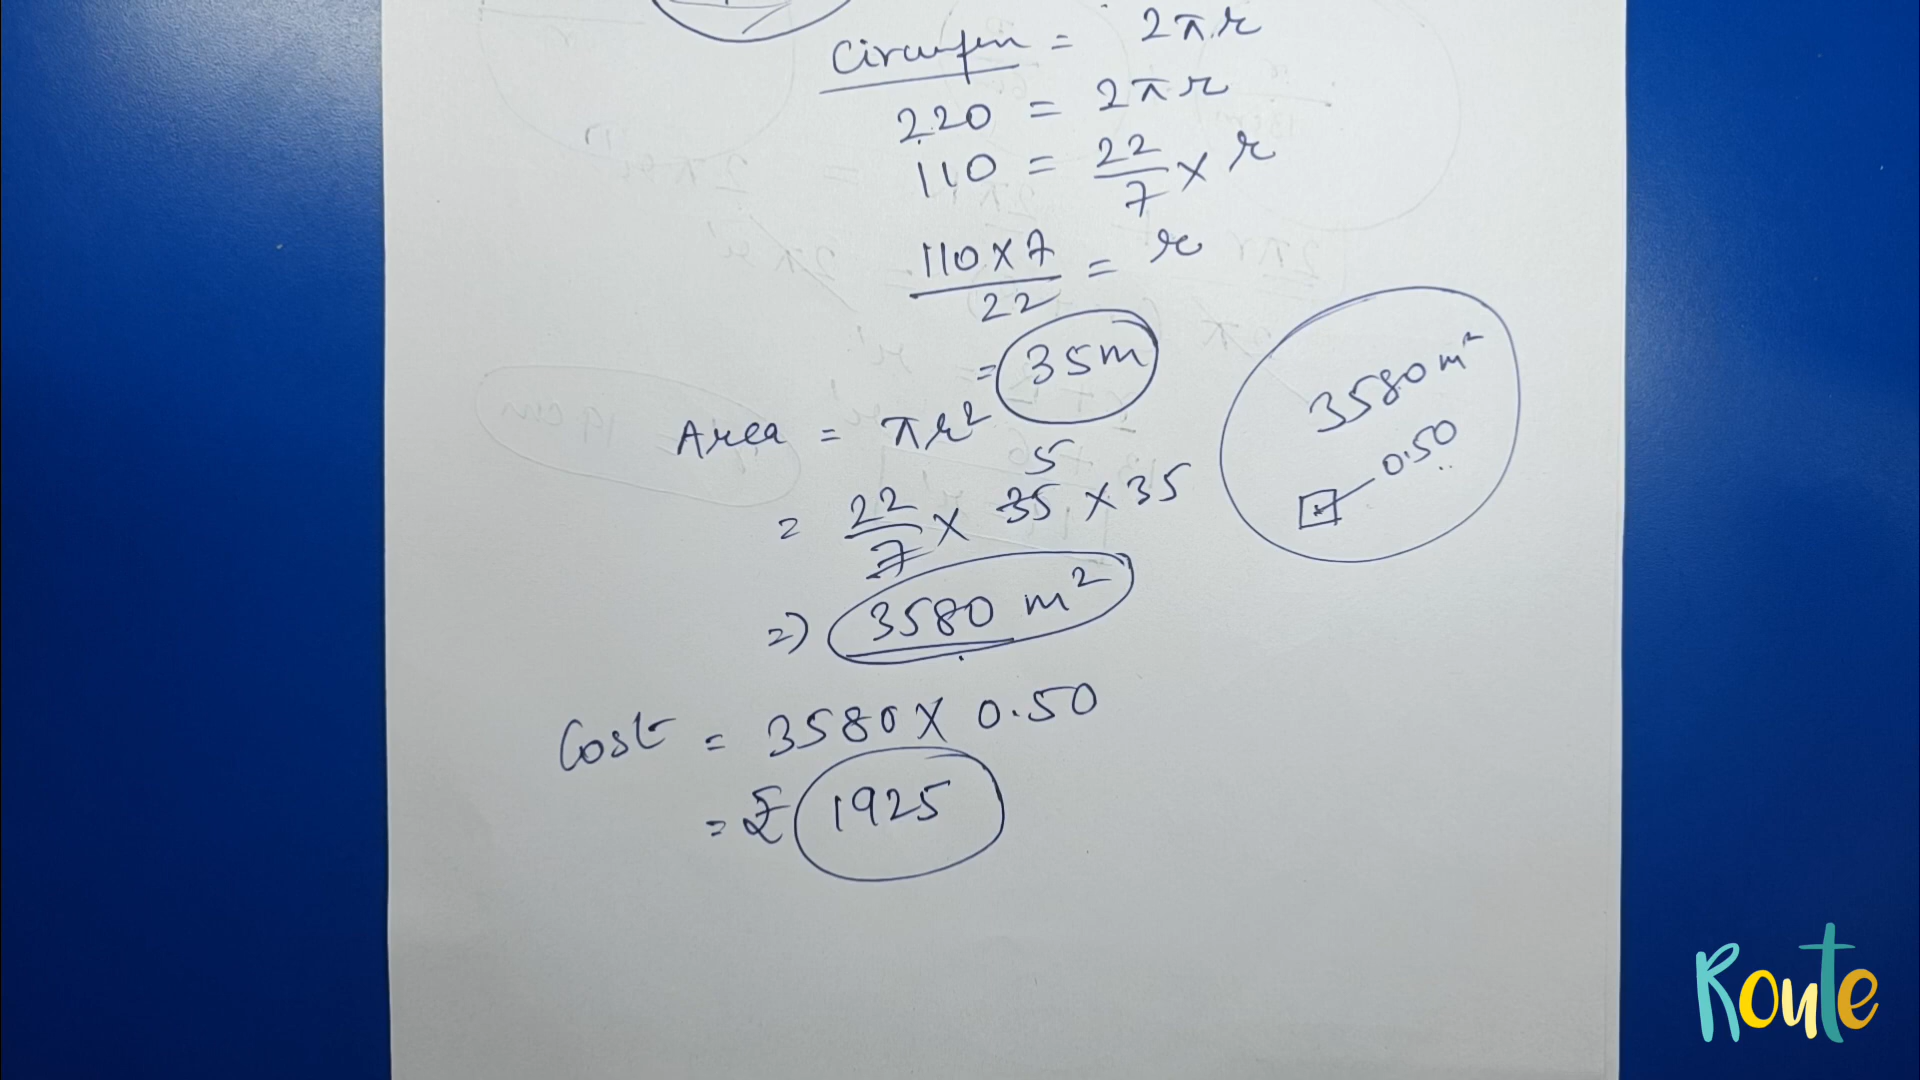 Circumfen = 2πr
220 = 2πr
110 = 22/7 × r
110 × 7 / 22 = r
= 35m
Area = πr²
5
= 22/7 × 35 × 35
=) 3580 m²
3580 m²
0.50
Cost = 3580 × 0.50
= ₹ 1925
Route